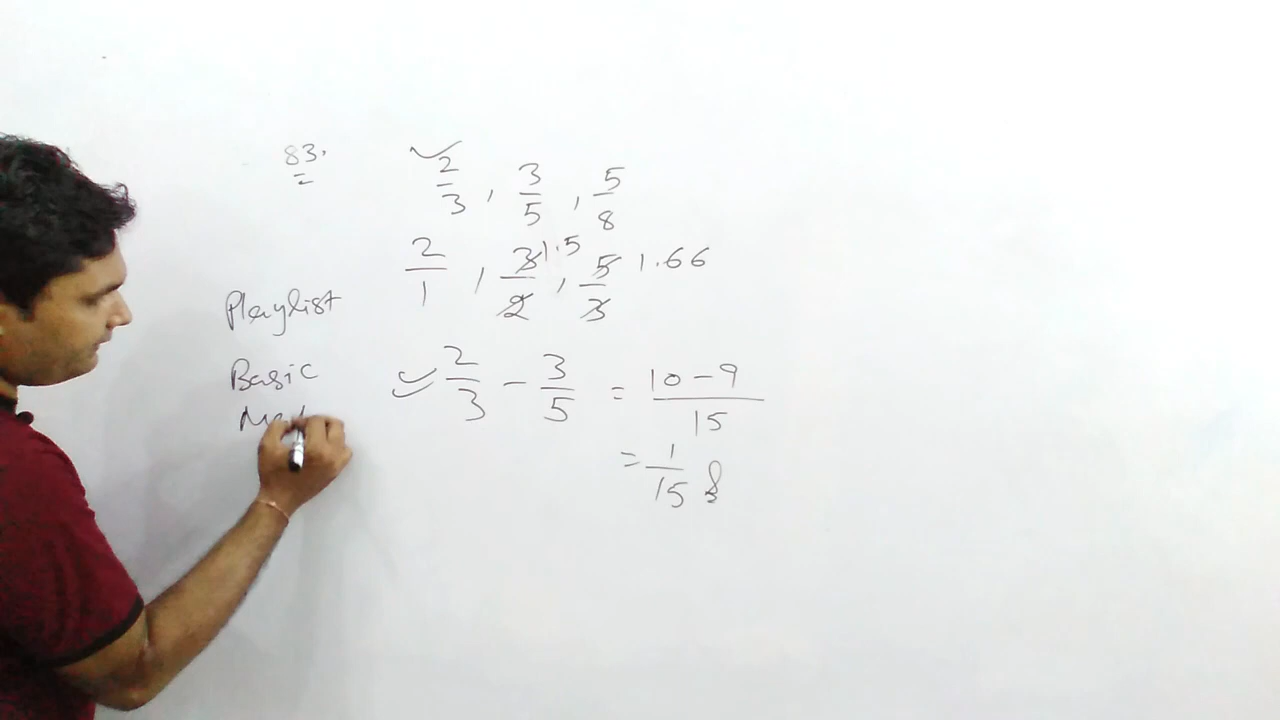 83. 2/3 , 3/5 , 5/8
2/1 , 3/2 1.5 , 5/3 1.66
Playlist
Basic 2/3 - 3/5 = 10-9/15
= 1/15